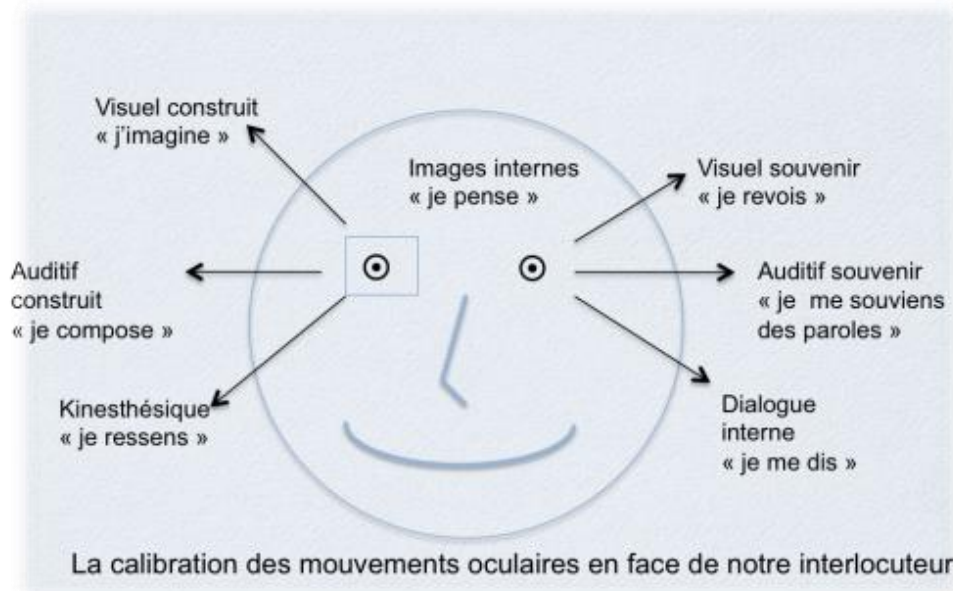 Visuel construit
« j'imagine »
Images internes
« je pense »
Visuel souvenir
« je revois »
Auditif
construit
« je compose »
Auditif souvenir
« je me souviens
des paroles »
Kinesthésique
« je ressens »
Dialogue
interne
« je me dis »
La calibration des mouvements oculaires en face de notre interlocuteur